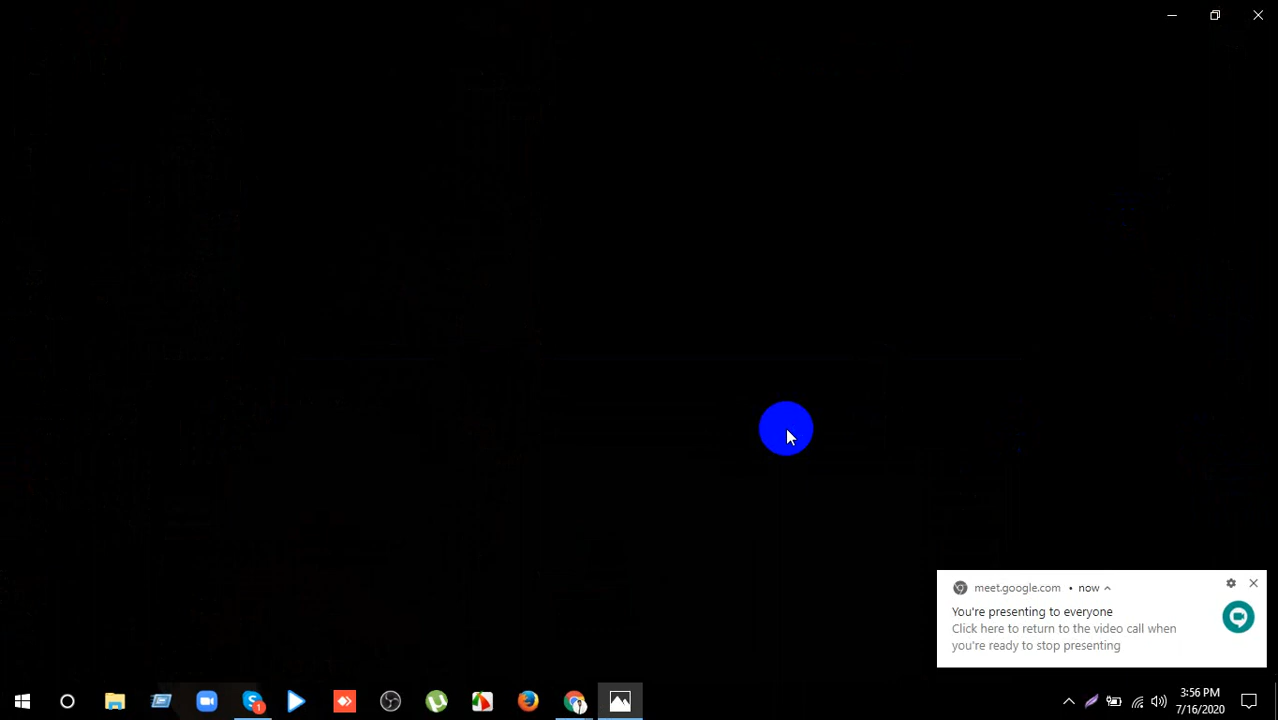 meet.google.com • now
You're presenting to everyone
Click here to return to the video call when
you're ready to stop presenting
1
3:56 PM
7/16/2020